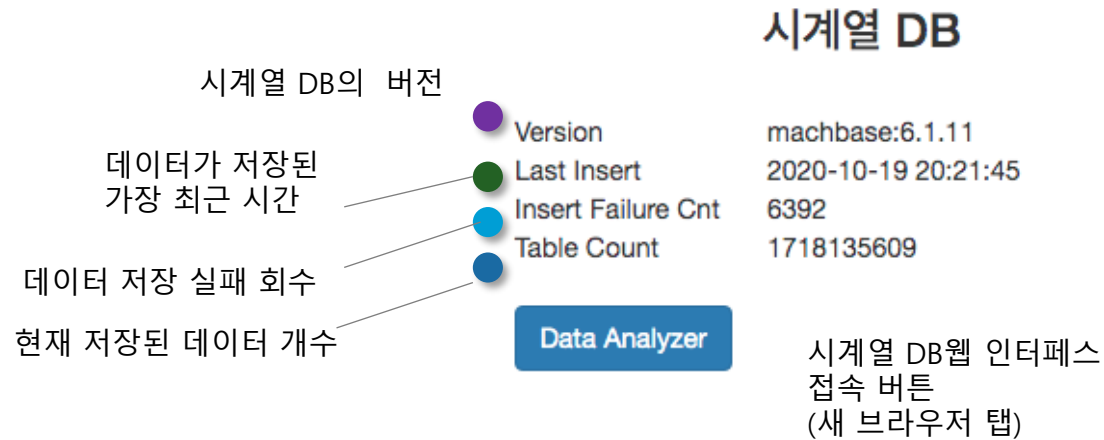 시계열 DB
시계열 DB의 버전
Version machbase:6.1.11
데이터가 저장된
가장 최근 시간
Last Insert 2020-10-19 20:21:45
Insert Failure Cnt 6392
Table Count 1718135609
데이터 저장 실패 회수
현재 저장된 데이터 개수
Data Analyzer
시계열 DB웹 인터페스
접속 버튼
(새 브라우저 탭)